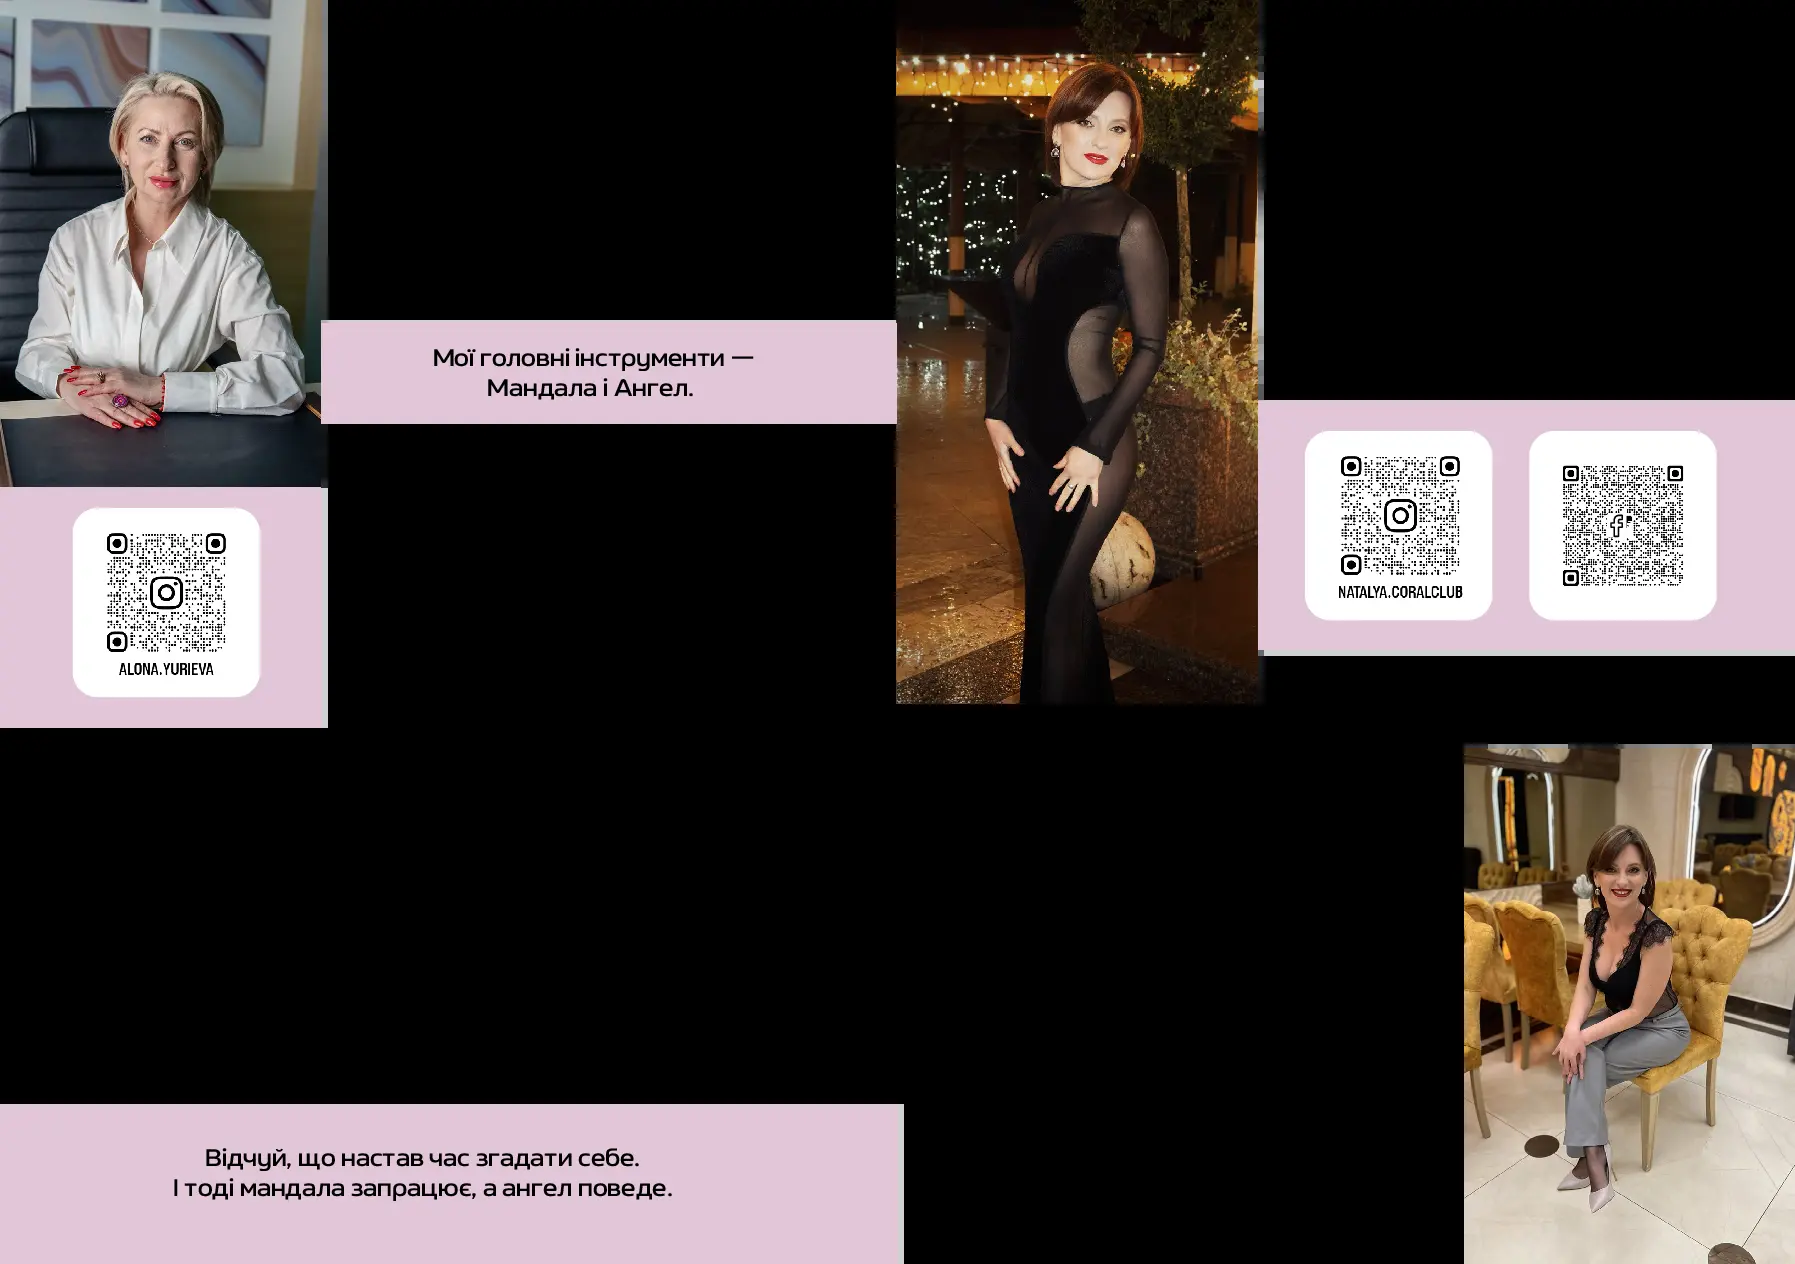 Мої головні інструменти —
Мандала і Ангел.
ALONA.YURIEVA
NATALYA.CORALCLUB
Відчуй, що настав час згадати себе.
І тоді мандала запрацює, а ангел поведе.